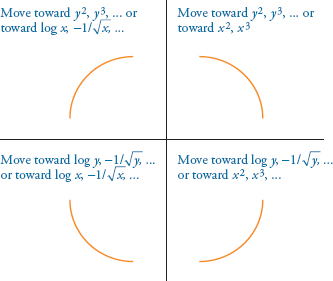 Move toward y², y³, ... or
toward log x, −1/√x, ...
Move toward y², y³, ... or
toward x², x³
Move toward log y, −1/√y, ...
or toward log x, −1/√x, ...
Move toward log y, −1/√y, ...
or toward x², x³, ...